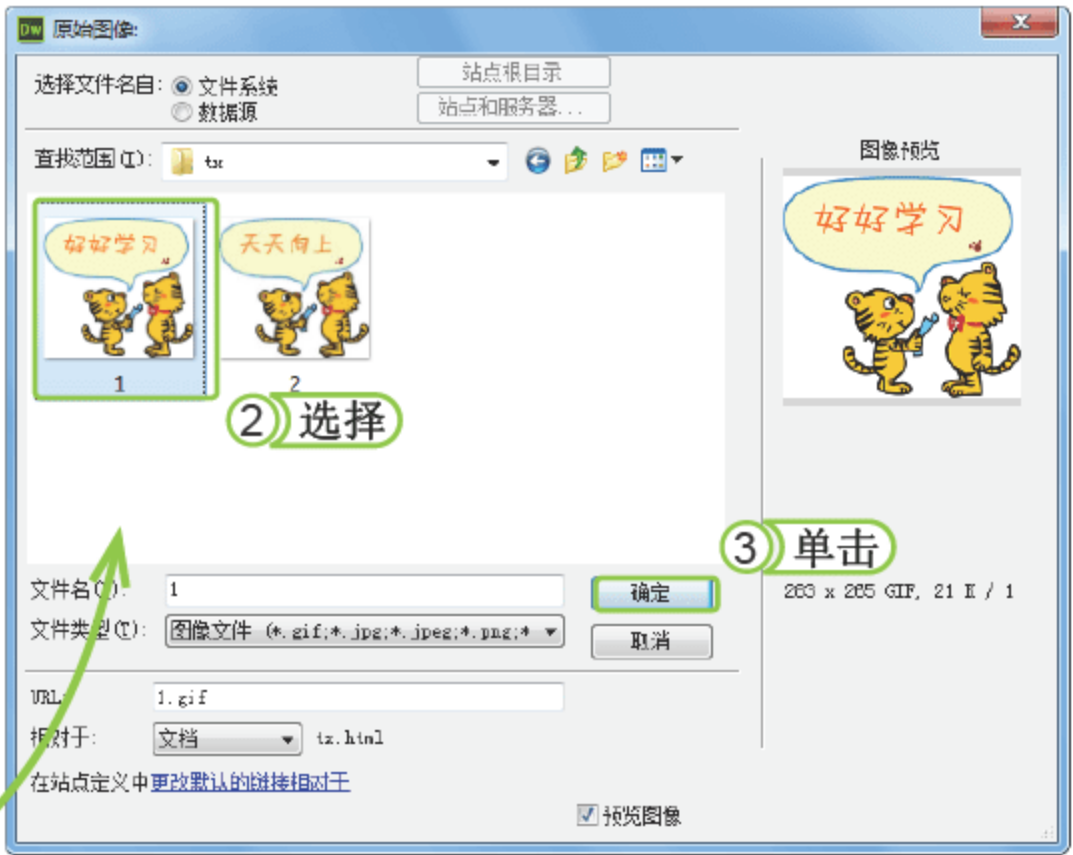 Dw 原始图像:
选择文件名自: 文件系统 站点根目录
数据源 站点和服务器...
查找范围(I): tx
图像预览
好好学习
天天向上
好好学习
1
2
② 选择
③ 单击
文件名(N): 1 确定
263 x 265 GIF, 21 K / 1
文件类型(T): 图像文件 (*.gif;*.jpg;*.jpeg;*.png;*
取消
URL: 1.gif
相对于: 文档 tx.html
在站点定义中更改默认的链接相对于
预览图像